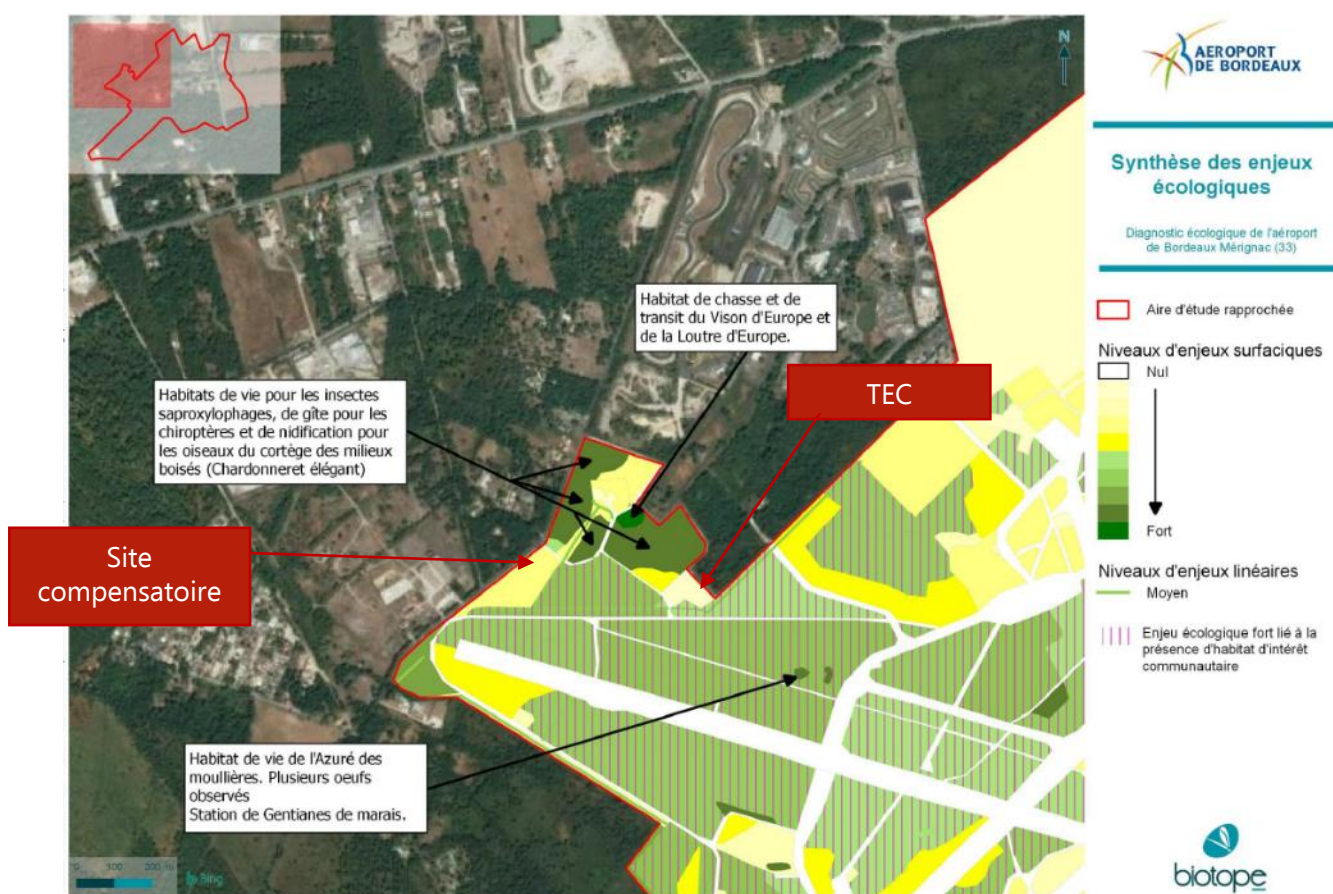 N
AEROPORT
DE BORDEAUX
Synthèse des enjeux
écologiques
Diagnostic écologique de l'aéroport
de Bordeaux Mérignac (33)
Aire d'étude rapprochée
Niveaux d'enjeux surfaciques
Nul
Fort
Niveaux d'enjeux linéaires
Moyen
Enjeu écologique fort lié à la
présence d'habitat d'intérêt
communautaire
biotope
Habitat de chasse et de
transit du Vison d'Europe et
de la Loutre d'Europe.
TEC
Habitats de vie pour les insectes
saproxylophages, de gîte pour les
chiroptères et de nidification pour
les oiseaux du cortège des milieux
boisés (Chardonneret élégant)
Site
compensatoire
Habitat de vie de l'Azuré des
moullières. Plusieurs oeufs
observés
Station de Gentianes de marais.
0 100 200 m
Bing